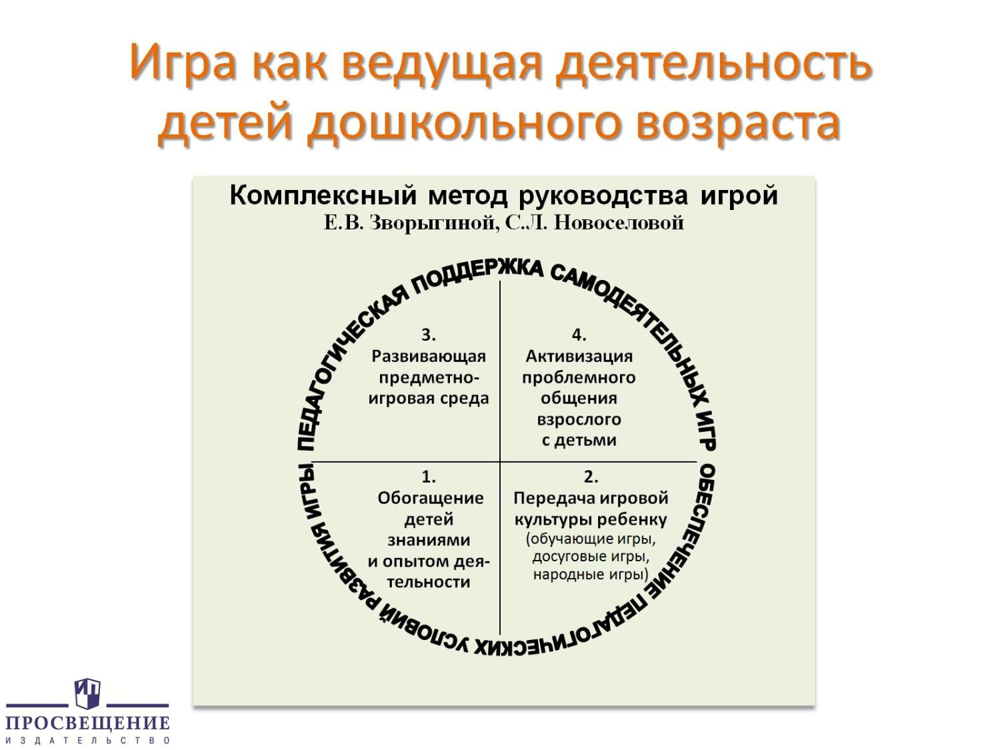 Игра как ведущая деятельность
детей дошкольного возраста
Комплексный метод руководства игрой
Е.В. Зворыгиной, С.Л. Новоселовой
ПЕДАГОГИЧЕСКАЯ ПОДДЕРЖКА САМОДЕЯТЕЛЬНЫХ ИГР
3.
Развивающая
предметно-
игровая среда
4.
Активизация
проблемного
общения
взрослого
с детьми
1.
Обогащение
детей
знаниями
и опытом дея-
тельности
2.
Передача игровой
культуры ребенку
(обучающие игры,
досуговые игры,
народные игры)
ОБЕСПЕЧЕНИЕ ПЕДАГОГИЧЕСКИХ УСЛОВИЙ РАЗВИТИЯ ИГРЫ
ИП
ПРОСВЕЩЕНИЕ
ИЗДАТЕЛЬСТВО